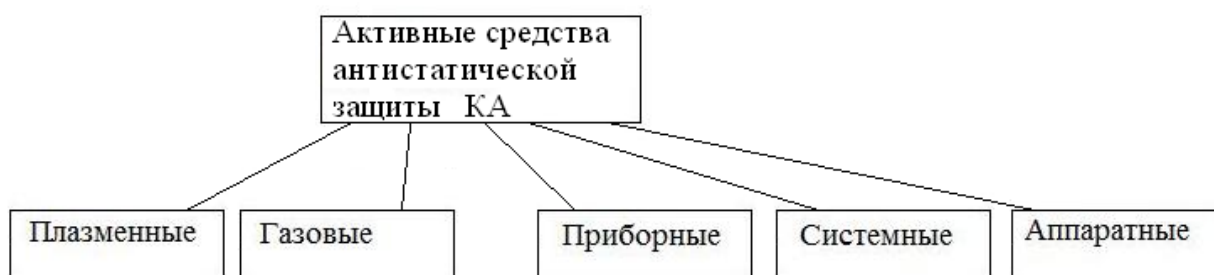 Активные средства
антистатической
защиты КА
Плазменные
Газовые
Приборные
Системные
Аппаратные